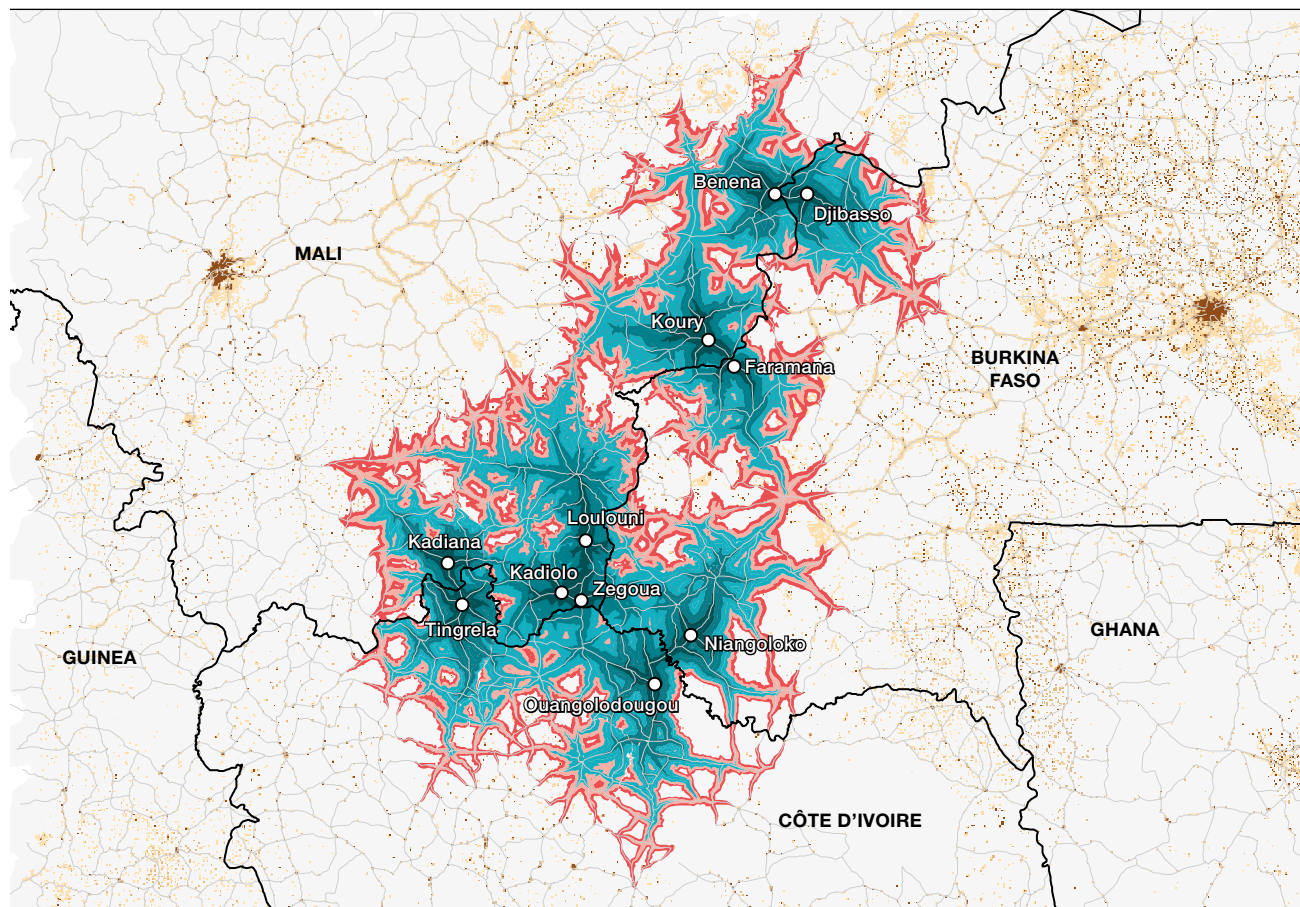 Benena
Djibasso
MALI
Koury
Faramana
BURKINA
FASO
Loulouni
Kadiana
Kadiolo
Zegoua
Tingrela
Niangoloko
GHANA
GUINEA
Ouangolodougou
CÔTE D'IVOIRE